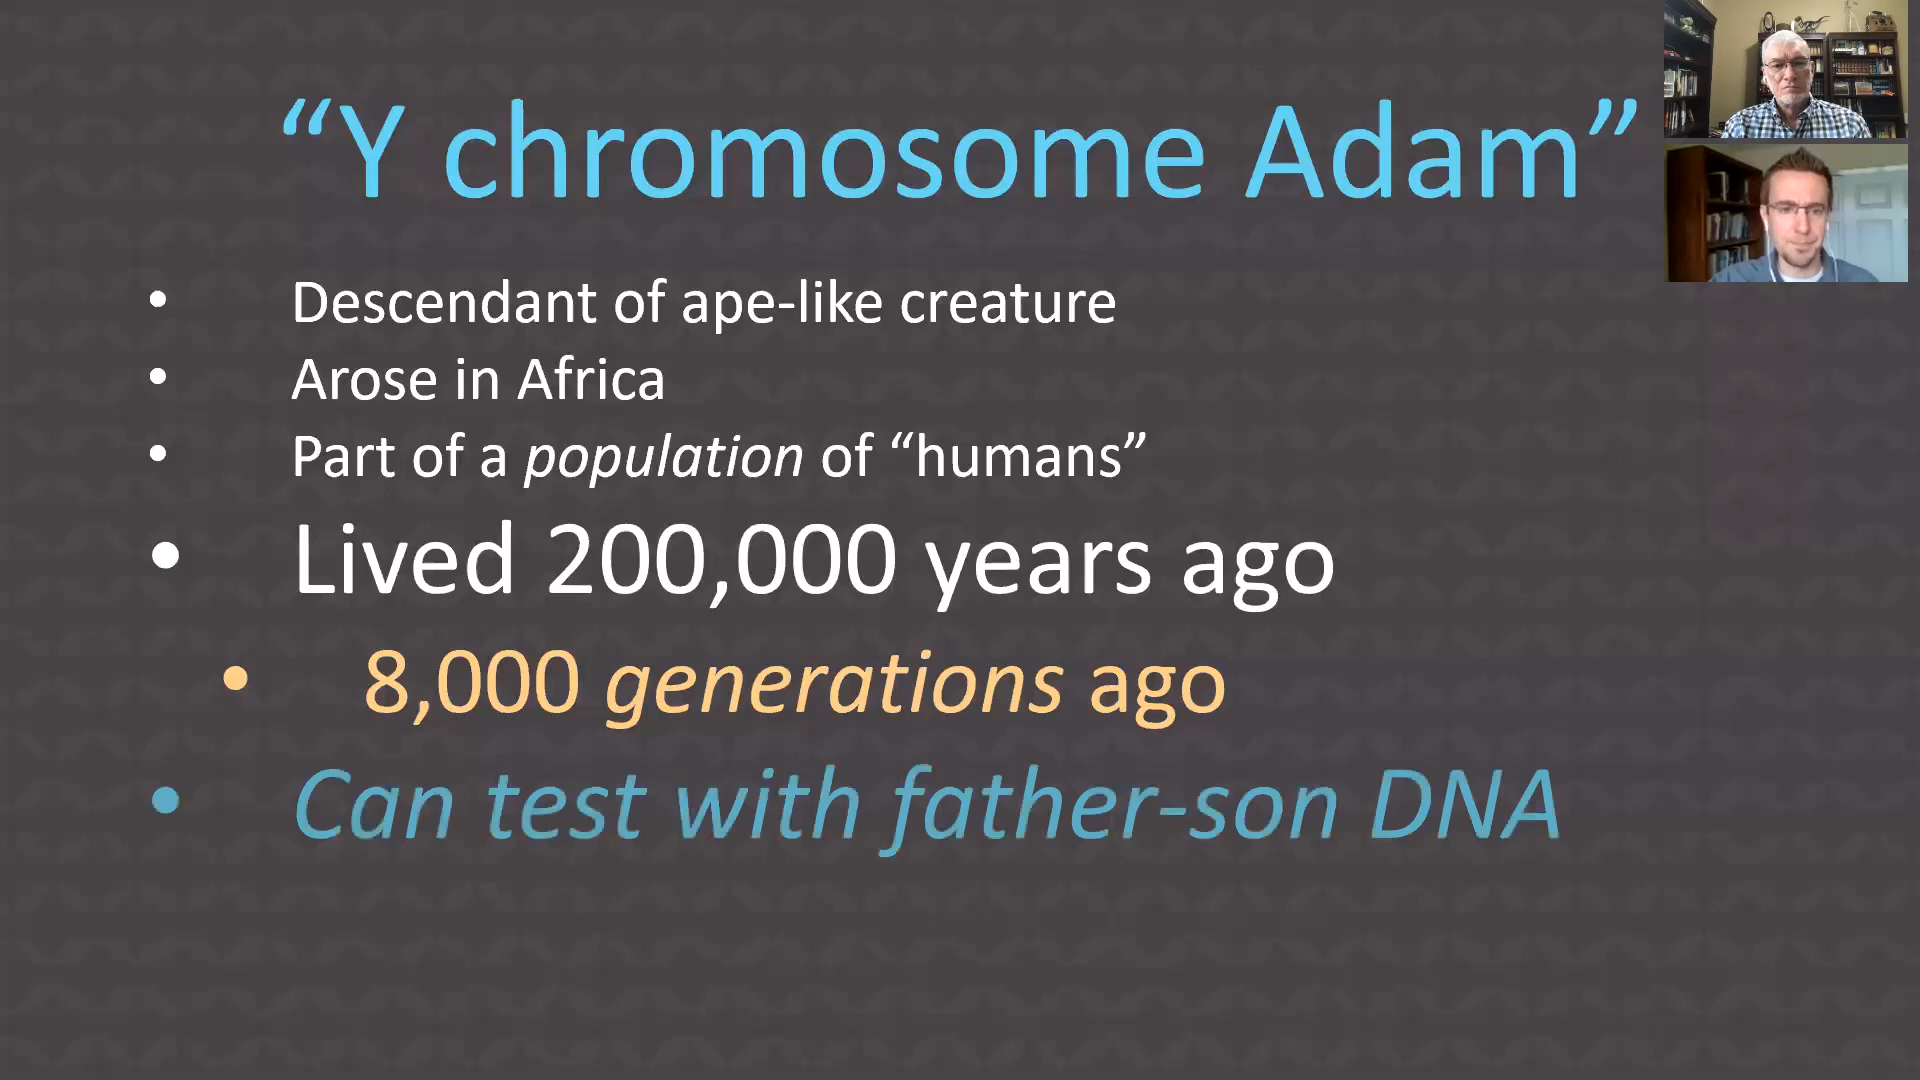 “Y chromosome Adam”
• Descendant of ape-like creature
• Arose in Africa
• Part of a population of “humans”
• Lived 200,000 years ago
• 8,000 generations ago
• Can test with father-son DNA